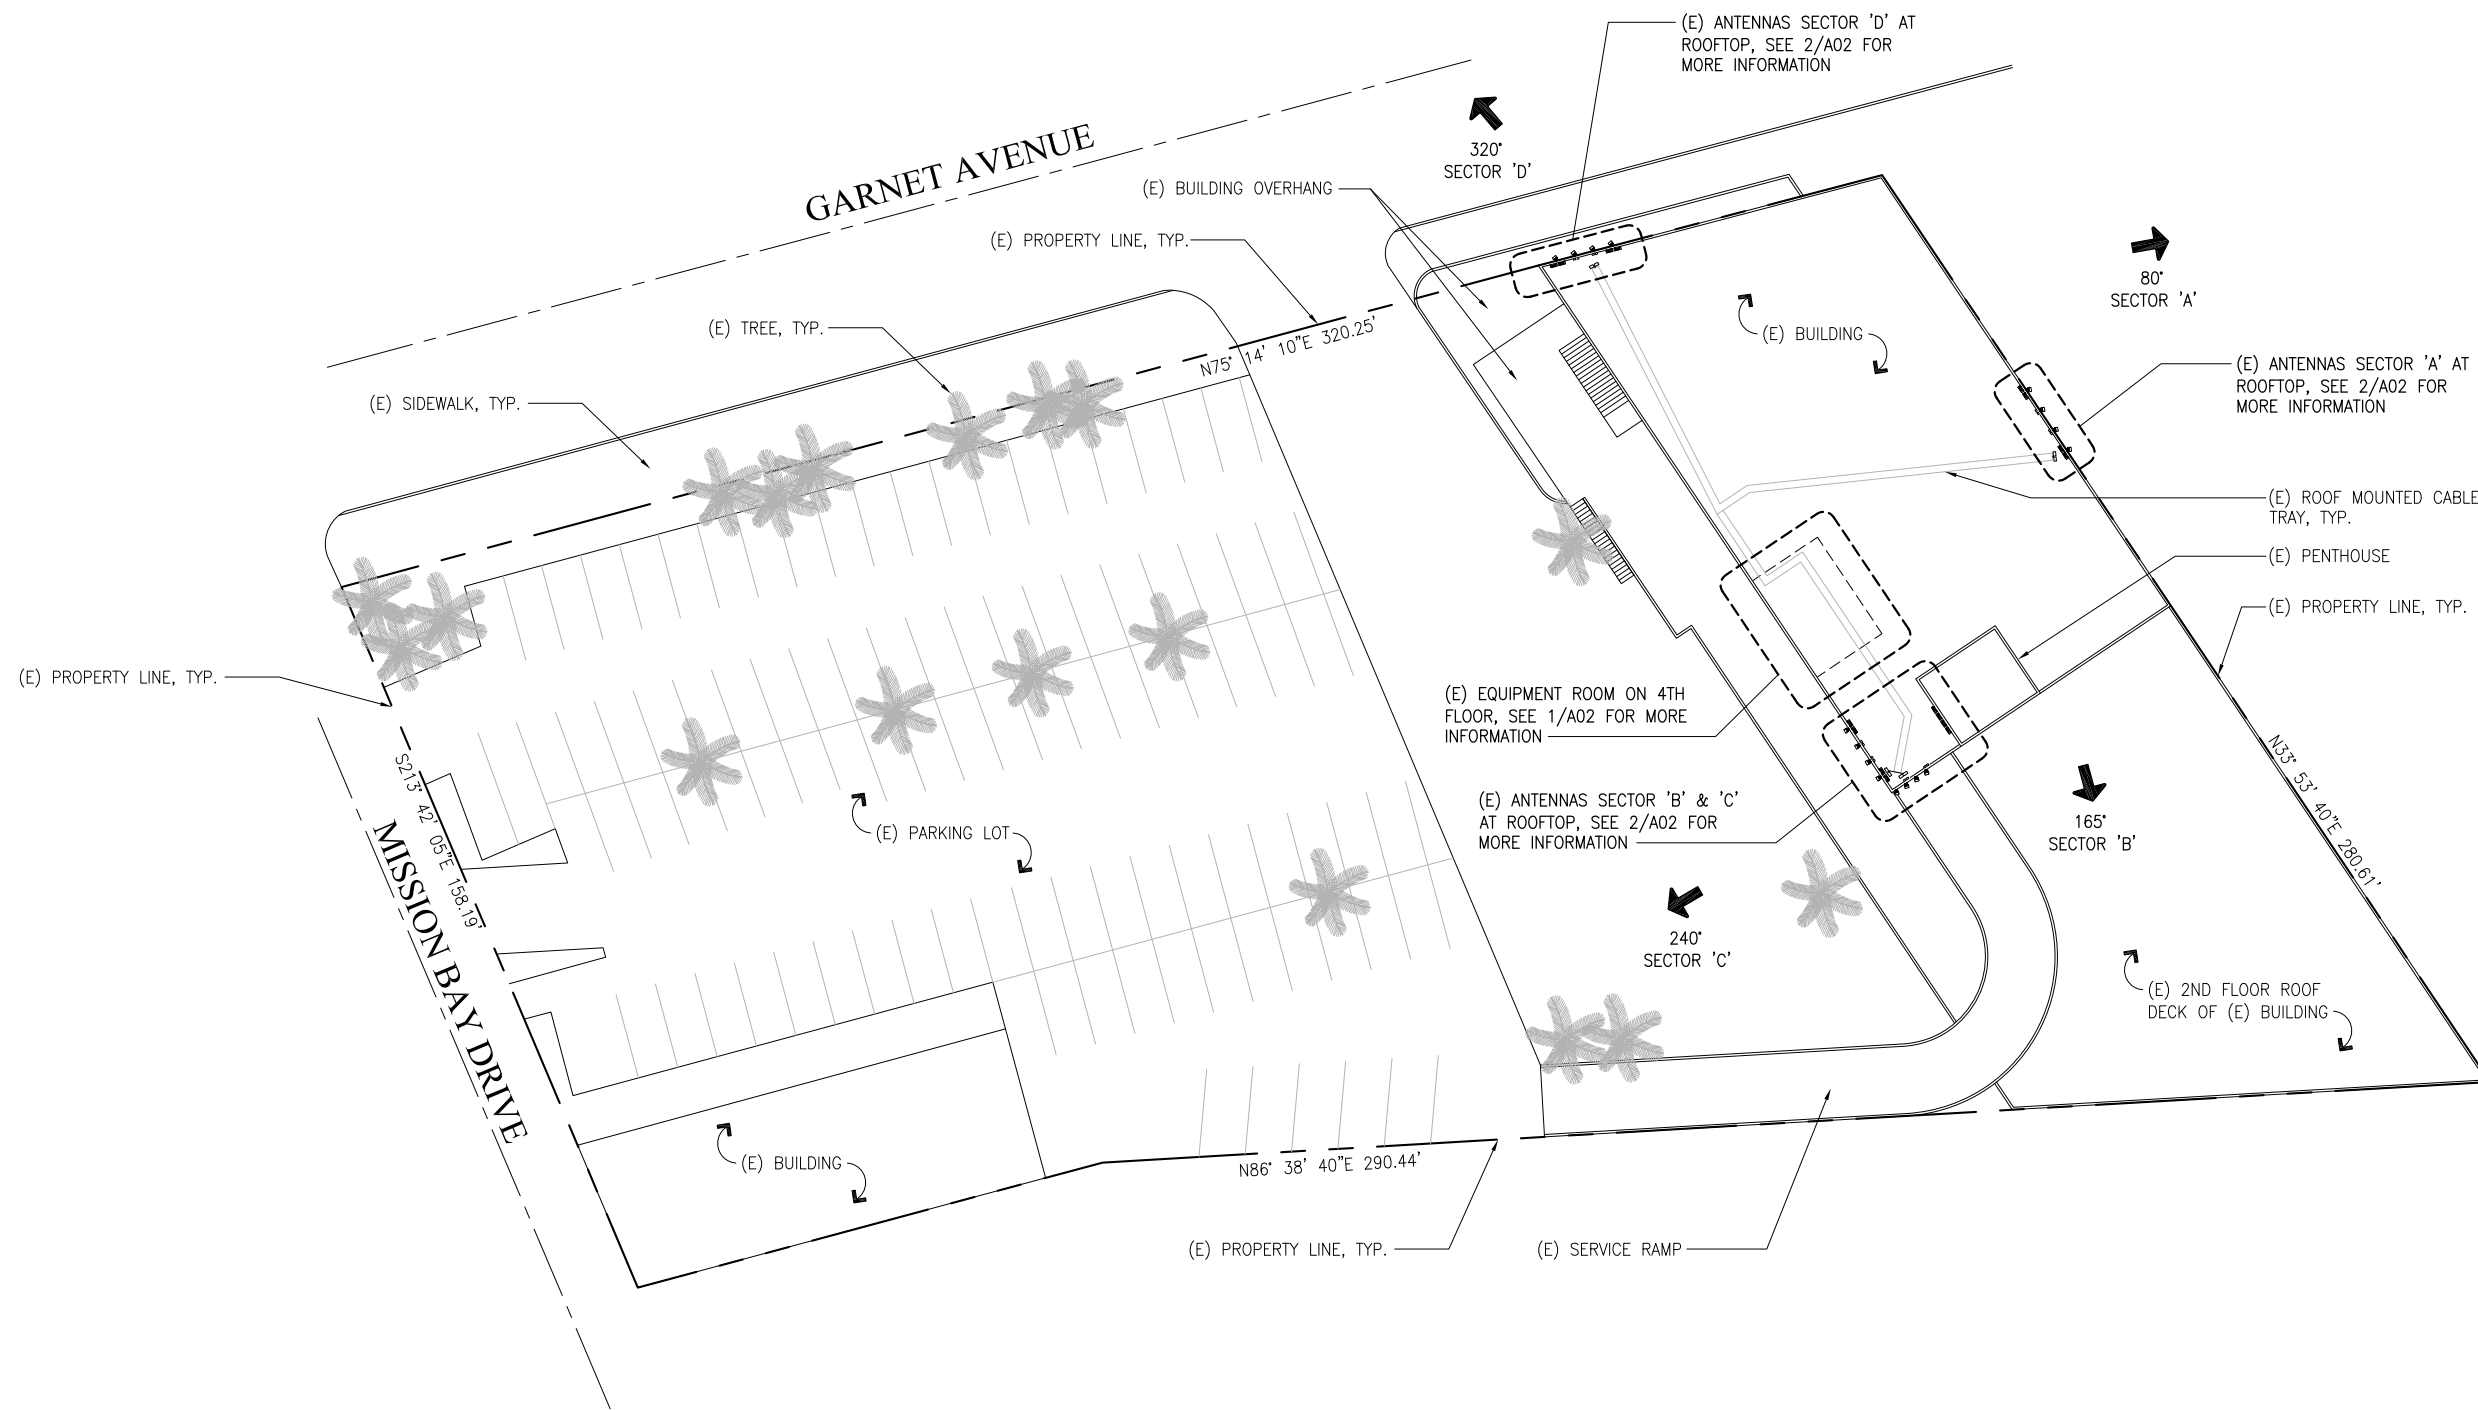 (E) ANTENNAS SECTOR 'D' AT
ROOFTOP, SEE 2/A02 FOR
MORE INFORMATION
GARNET AVENUE
320°
SECTOR 'D'
(E) BUILDING OVERHANG
(E) PROPERTY LINE, TYP.
80°
SECTOR 'A'
(E) TREE, TYP.
N75° 14' 10"E 320.25'
(E) BUILDING
(E) ANTENNAS SECTOR 'A' AT
ROOFTOP, SEE 2/A02 FOR
MORE INFORMATION
(E) SIDEWALK, TYP.
(E) ROOF MOUNTED CABLE
TRAY, TYP.
(E) PENTHOUSE
(E) PROPERTY LINE, TYP.
(E) PROPERTY LINE, TYP.
(E) EQUIPMENT ROOM ON 4TH
FLOOR, SEE 1/A02 FOR MORE
INFORMATION
S213° 42' 05"E 158.19'
MISSION BAY DRIVE
(E) PARKING LOT
(E) ANTENNAS SECTOR 'B' & 'C'
AT ROOFTOP, SEE 2/A02 FOR
MORE INFORMATION
165°
SECTOR 'B'
N33° 53' 40"E 280.61'
240°
SECTOR 'C'
(E) 2ND FLOOR ROOF
DECK OF (E) BUILDING
(E) BUILDING
N86° 38' 40"E 290.44'
(E) PROPERTY LINE, TYP.
(E) SERVICE RAMP